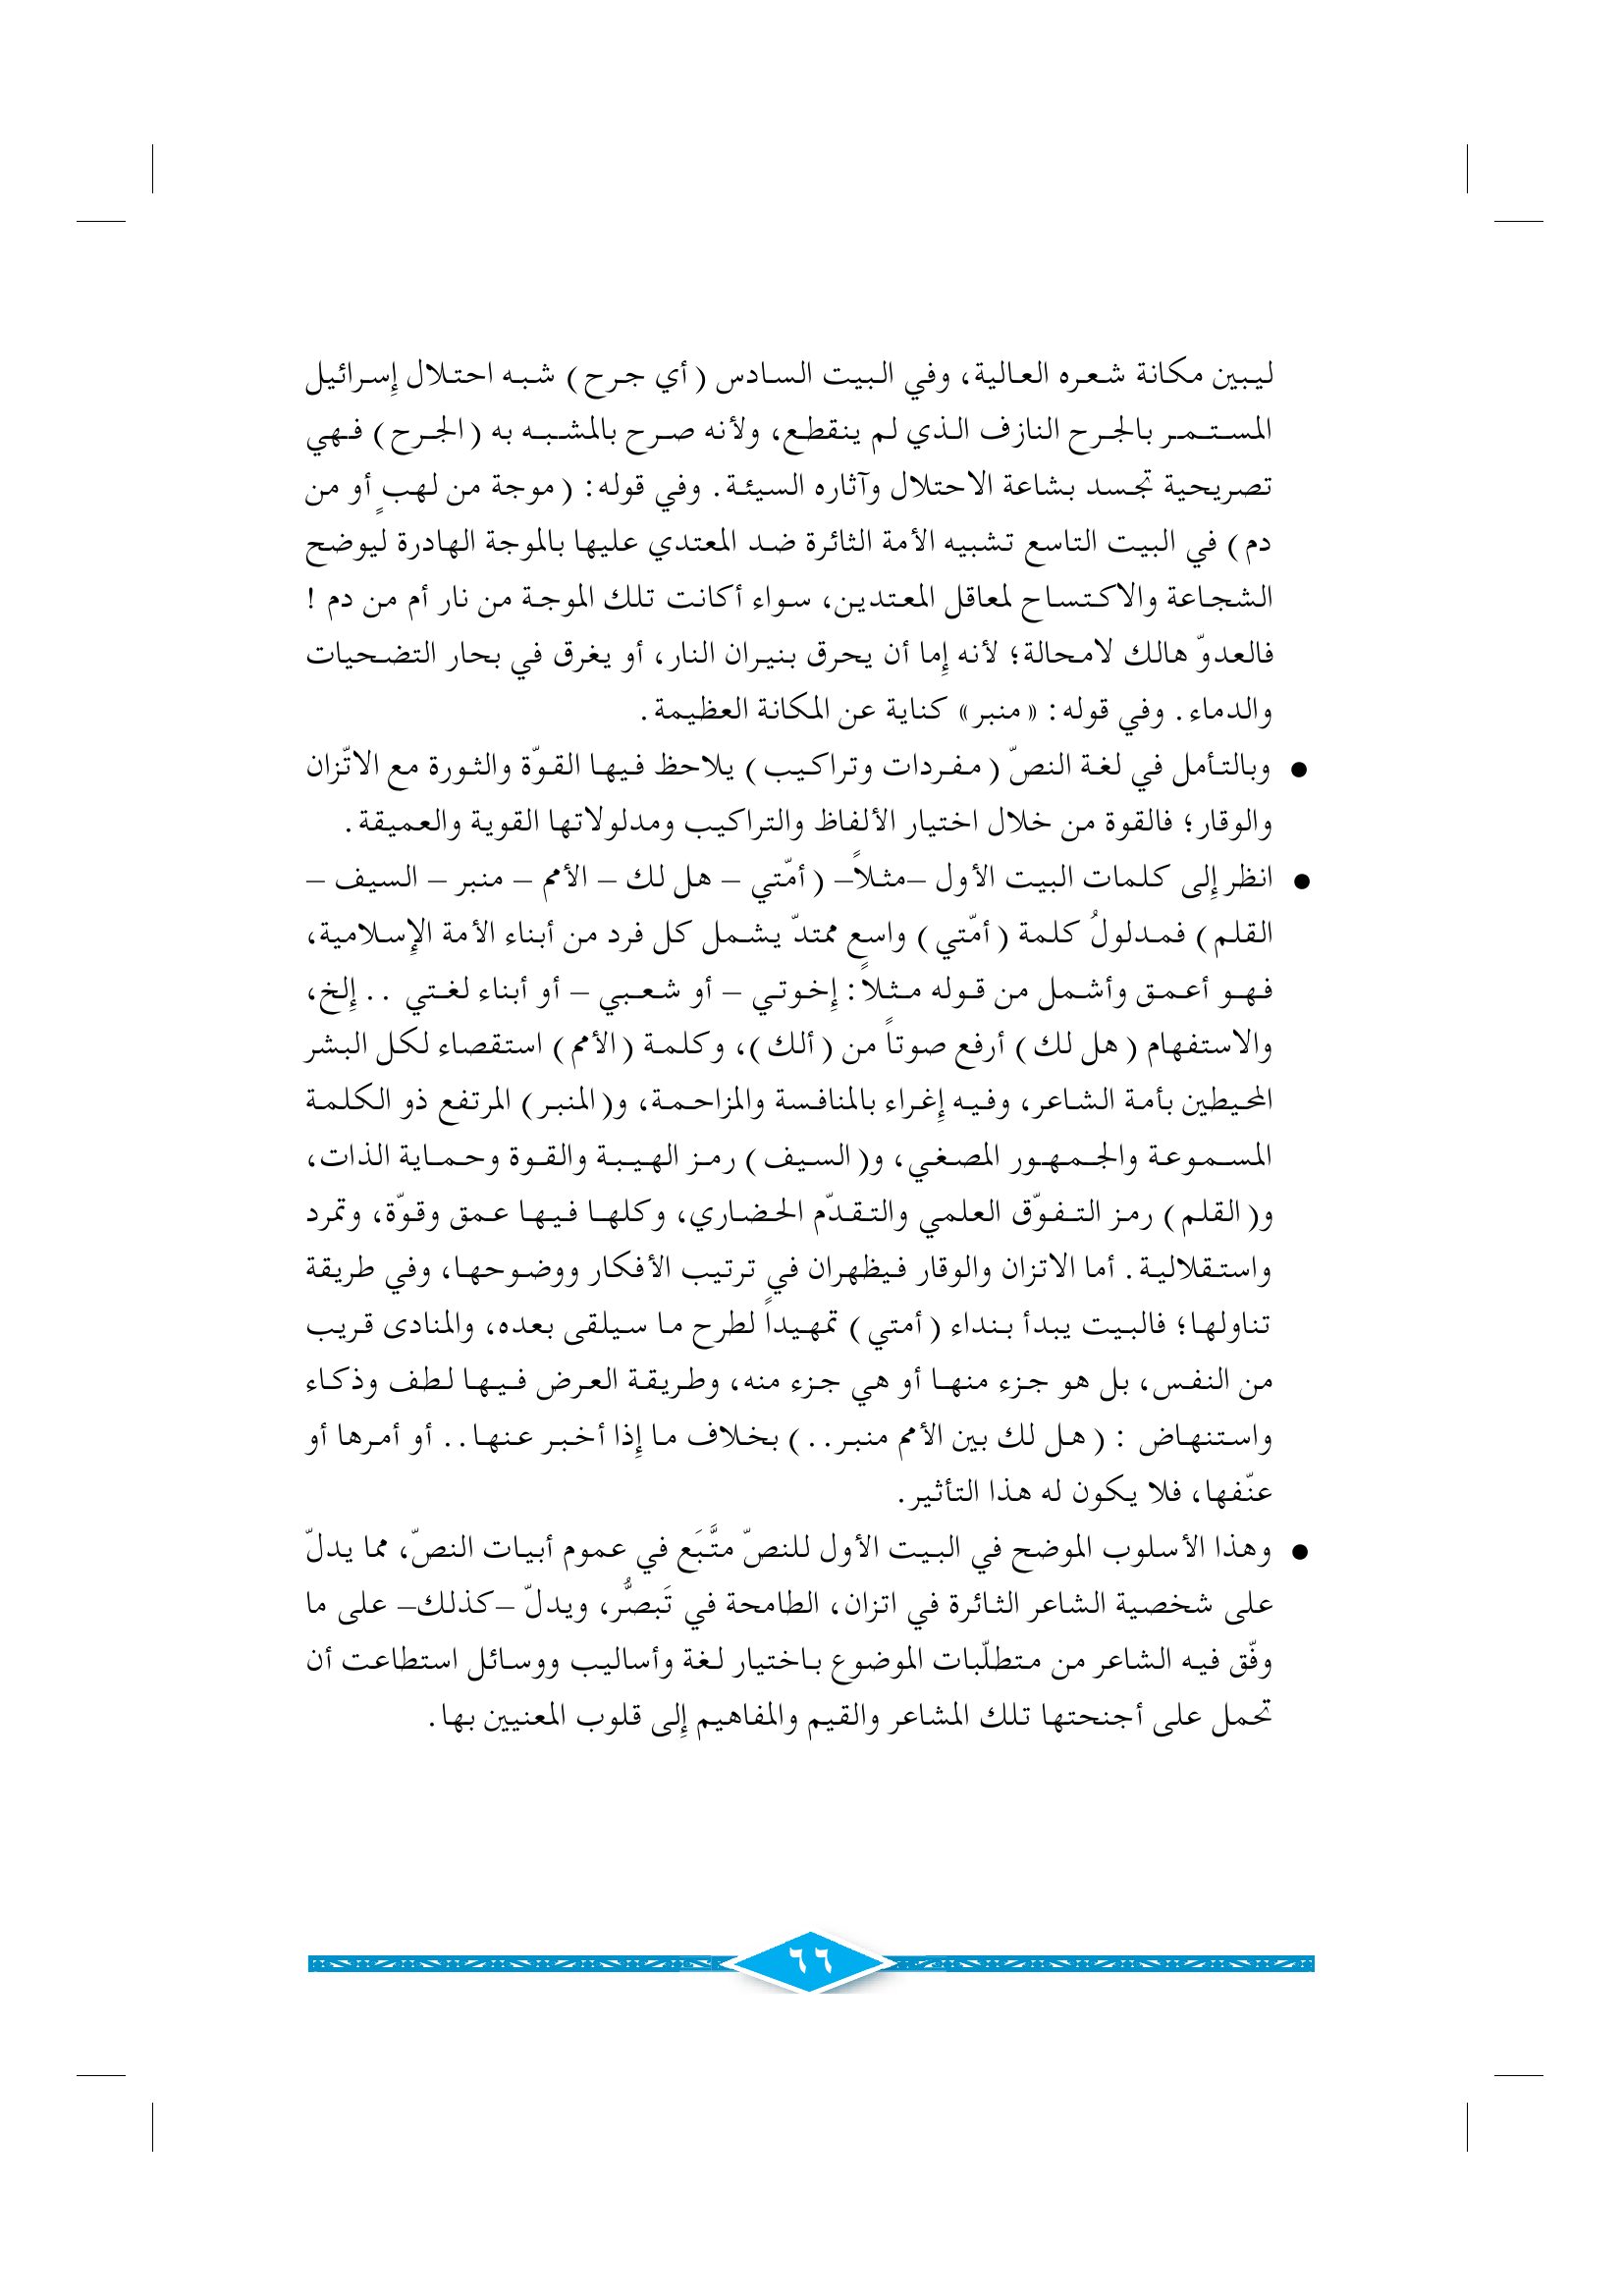 ليبين مكانة شعره العالية، وفي البيت السادس ( أي جرح ) شبه احتلال إِسرائيل
المستمر بالجرح النازف الذي لم ينقطع، ولأنه صرح بالمشبه به ( الجرح ) فهي
تصريحية تجسد بشاعة الاحتلال وآثاره السيئة. وفي قوله: ( موجة من لهبٍ أو من
دم ) في البيت التاسع تشبيه الأمة الثائرة ضد المعتدي عليها بالموجة الهادرة ليوضح
الشجاعة والاكتساح لمعاقل المعتدين، سواء أكانت تلك الموجة من نار أم من دم !
فالعدوّ هالك لامحالة؛ لأنه إِما أن يحرق بنيران النار، أو يغرق في بحار التضحيات
والدماء. وفي قوله: « منبر» كناية عن المكانة العظيمة.
● وبالتأمل في لغة النصّ ( مفردات وتراكيب ) يلاحظ فيها القوّة والثورة مع الاتّزان
والوقار؛ فالقوة من خلال اختيار الألفاظ والتراكيب ومدلولاتها القوية والعميقة.
● انظر إِلى كلمات البيت الأول –مثلاً– ( أمّتي – هل لك – الأمم – منبر – السيف –
القلم ) فمدلولُ كلمة ( أمّتي ) واسع ممتدّ يشمل كل فرد من أبناء الأمة الإِسلامية،
فهو أعمق وأشمل من قوله مثلاً: إِخوتي – أو شعبي – أو أبناء لغتي .. إِلخ،
والاستفهام ( هل لك ) أرفع صوتاً من ( ألك )، وكلمة ( الأمم ) استقصاء لكل البشر
المحيطين بأمة الشاعر، وفيه إِغراء بالمنافسة والمزاحمة، و( المنبر ) المرتفع ذو الكلمة
المسموعة والجمهور المصغي، و( السيف ) رمز الهيبة والقوة وحماية الذات،
و( القلم ) رمز التفوّق العلمي والتقدّم الحضاري، وكلها فيها عمق وقوّة، وتمرد
واستقلالية. أما الاتزان والوقار فيظهران في ترتيب الأفكار ووضوحها، وفي طريقة
تناولها؛ فالبيت يبدأ بنداء ( أمتي ) تمهيداً لطرح ما سيلقى بعده، والمنادى قريب
من النفس، بل هو جزء منها أو هي جزء منه، وطريقة العرض فيها لطف وذكاء
واستنهاض : ( هل لك بين الأمم منبر.. ) بخلاف ما إِذا أخبر عنها.. أو أمرها أو
عنّفها، فلا يكون له هذا التأثير.
● وهذا الأسلوب الموضح في البيت الأول للنصّ متَّبَع في عموم أبيات النصّ، مما يدلّ
على شخصية الشاعر الثائرة في اتزان، الطامحة في تَبصُّر، ويدلّ –كذلك– على ما
وفّق فيه الشاعر من متطلّبات الموضوع باختيار لغة وأساليب ووسائل استطاعت أن
تحمل على أجنحتها تلك المشاعر والقيم والمفاهيم إِلى قلوب المعنيين بها.
٦٦